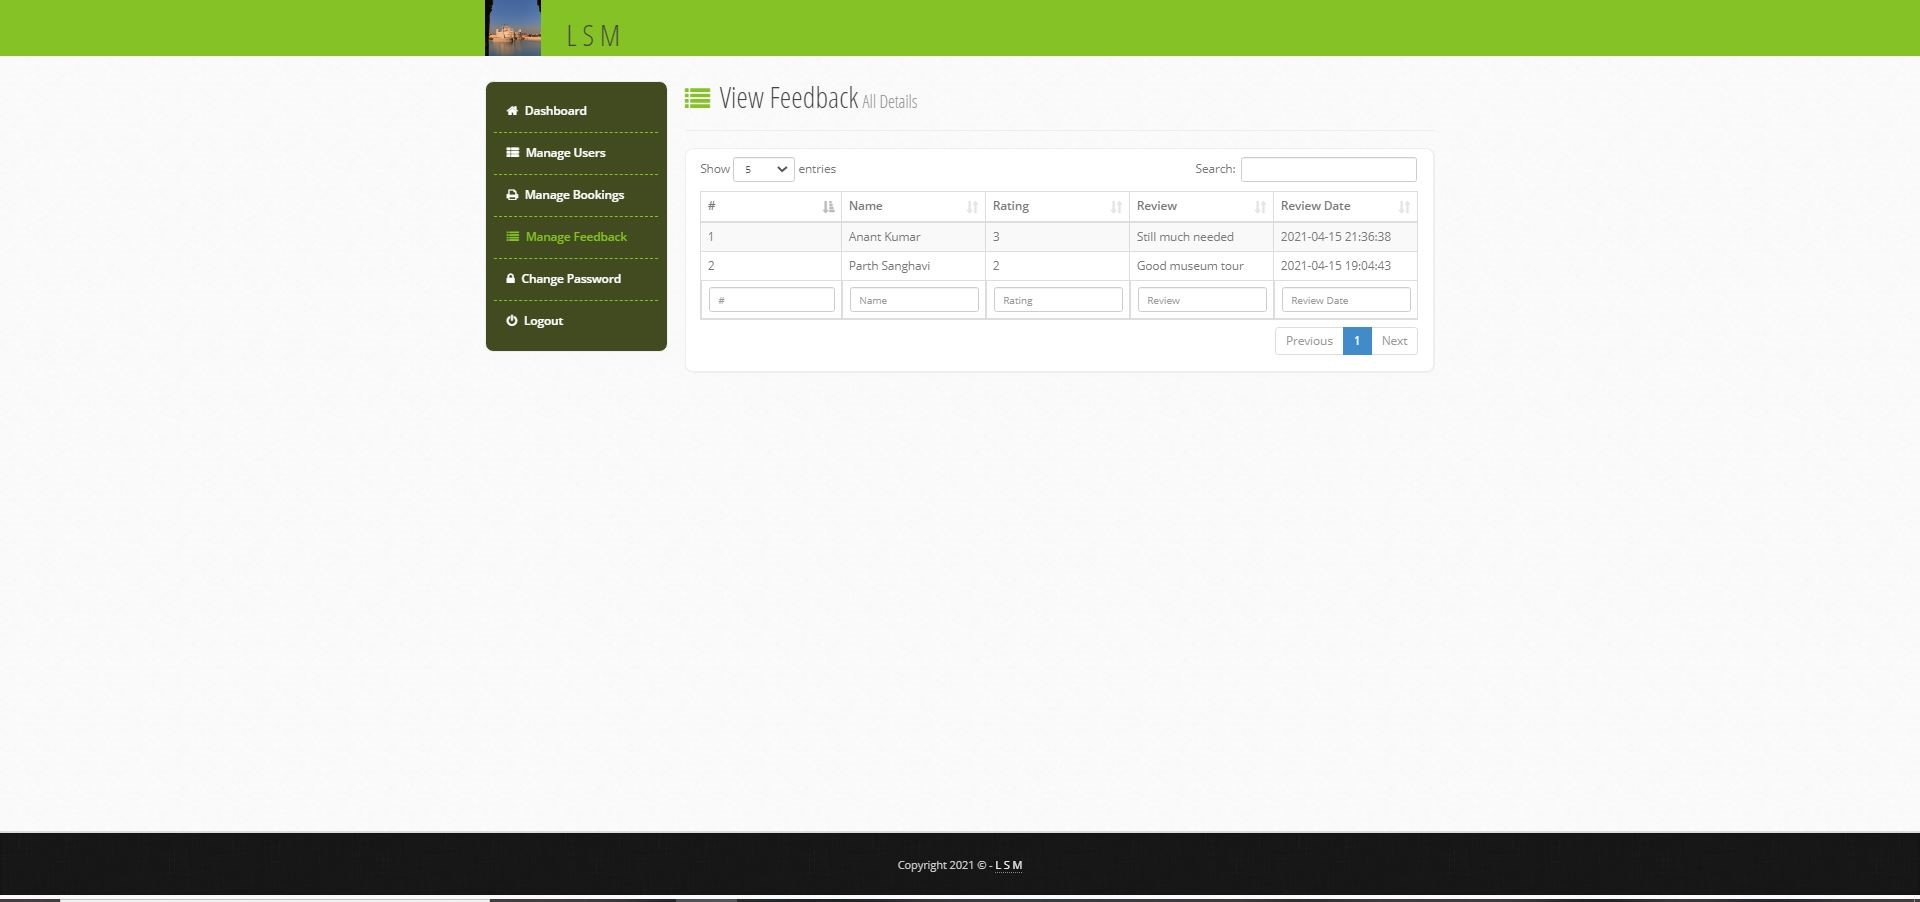 L S M
Dashboard
Manage Users
Manage Bookings
Manage Feedback
Change Password
Logout
View Feedback All Details
Show 5 entries
Search:
# Name Rating Review Review Date
1 Anant Kumar 3 Still much needed 2021-04-15 21:36:38
2 Parth Sanghavi 2 Good museum tour 2021-04-15 19:04:43
# Name Rating Review Review Date
Previous 1 Next
Copyright 2021 © - L S M